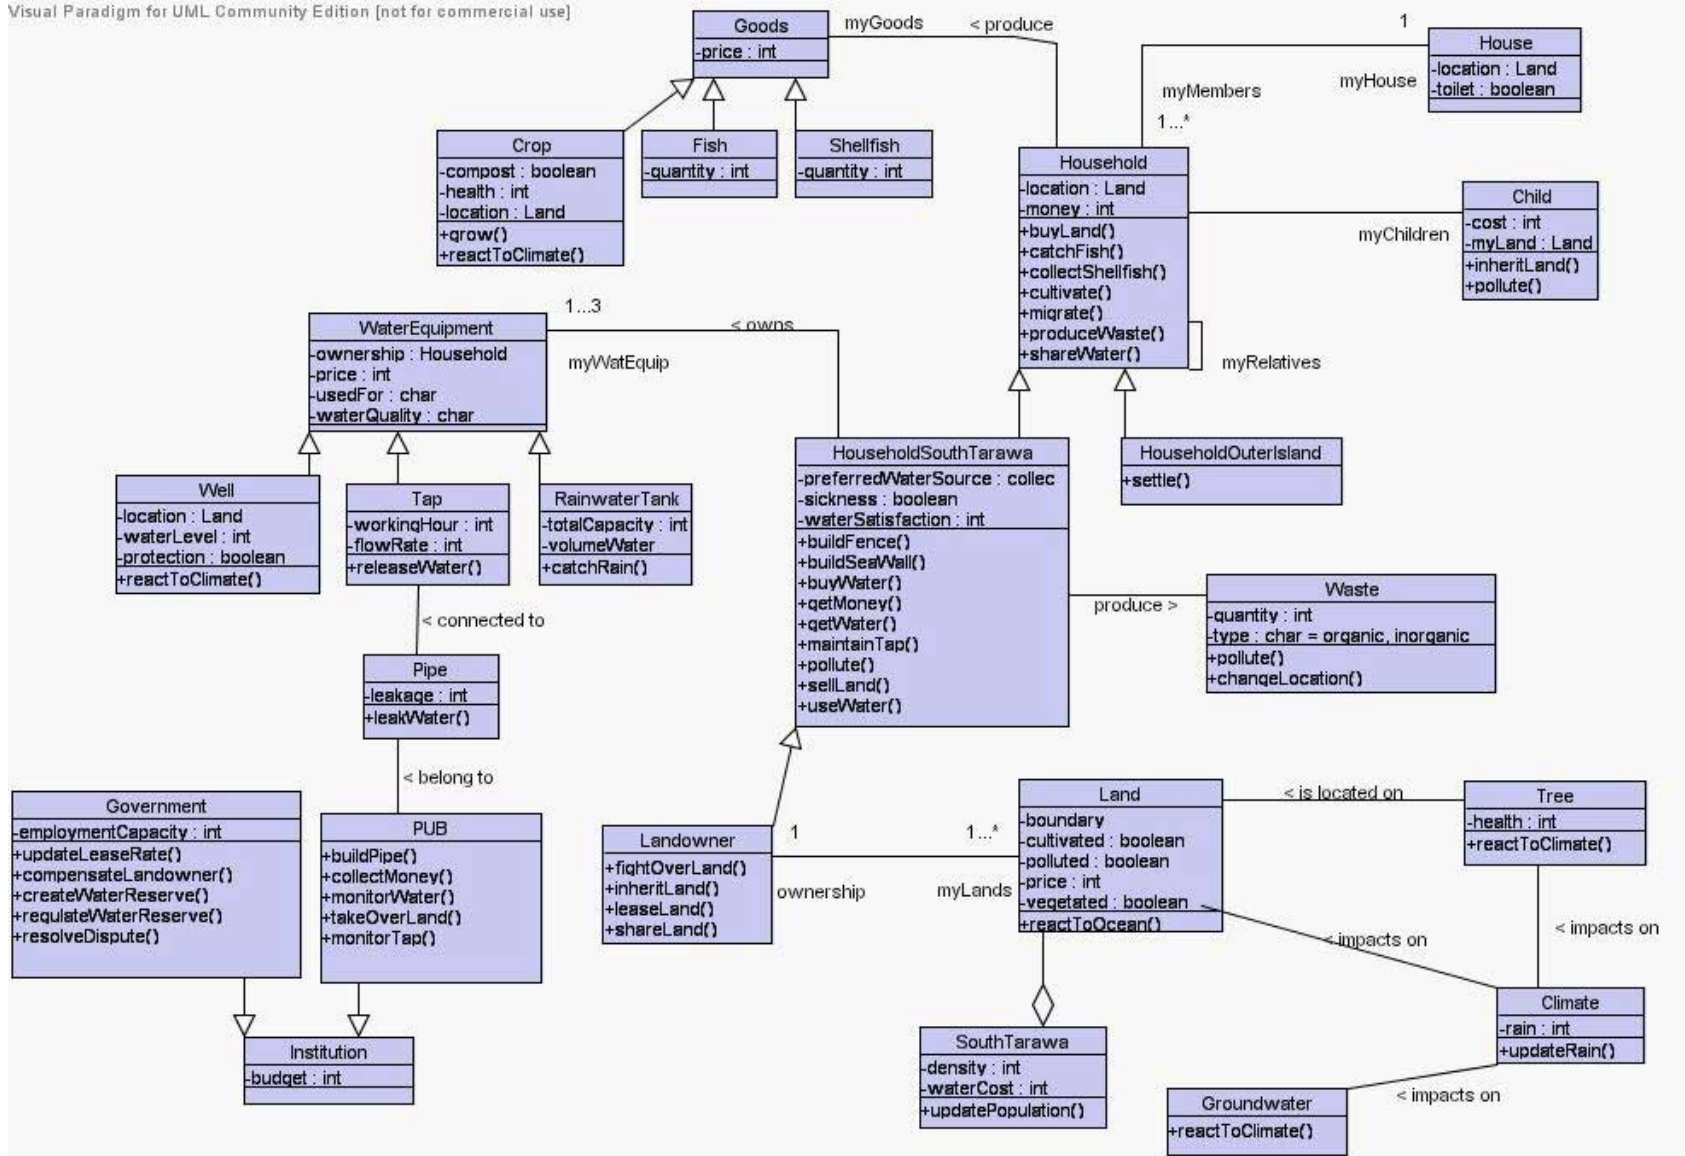 Visual Paradigm for UML Community Edition [not for commercial use]
Goods
-price : int
myGoods
< produce
1
House
-location : Land
-toilet : boolean
myHouse
myMembers
1...*
Crop
-compost : boolean
-health : int
-location : Land
+grow()
+reactToClimate()
Fish
-quantity : int
Shellfish
-quantity : int
Household
-location : Land
-money : int
+buyLand()
+catchFish()
+collectShellfish()
+cultivate()
+migrate()
+produceWaste()
+shareWater()
myChildren
Child
-cost : int
-myLand : Land
+inheritLand()
+pollute()
myRelatives
WaterEquipment
-ownership : Household
-price : int
-usedFor : char
-waterQuality : char
1...3
< owns
myWatEquip
Well
-location : Land
-waterLevel : int
-protection : boolean
+reactToClimate()
Tap
-workingHour : int
-flowRate : int
+releaseWater()
RainwaterTank
-totalCapacity : int
-volumeWater
+catchRain()
HouseholdSouthTarawa
-preferredWaterSource : collec
-sickness : boolean
-waterSatisfaction : int
+buildFence()
+buildSeaWall()
+buyWater()
+getMoney()
+getWater()
+maintainTap()
+pollute()
+sellLand()
+useWater()
HouseholdOuterIsland
+settle()
produce >
Waste
-quantity : int
-type : char = organic, inorganic
+pollute()
+changeLocation()
< connected to
Pipe
-leakage : int
+leakWater()
< belong to
Government
-employmentCapacity : int
+updateLeaseRate()
+compensateLandowner()
+createWaterReserve()
+regulateWaterReserve()
+resolveDispute()
PUB
+buildPipe()
+collectMoney()
+monitorWater()
+takeOverLand()
+monitorTap()
Institution
-budget : int
Landowner
+fightOverLand()
+inheritLand()
+leaseLand()
+shareLand()
1
1...*
ownership
myLands
Land
-boundary
-cultivated : boolean
-polluted : boolean
-price : int
-vegetated : boolean
+reactToOcean()
< is located on
Tree
-health : int
+reactToClimate()
< impacts on
< impacts on
Climate
-rain : int
+updateRain()
SouthTarawa
-density : int
-waterCost : int
+updatePopulation()
< impacts on
Groundwater
+reactToClimate()